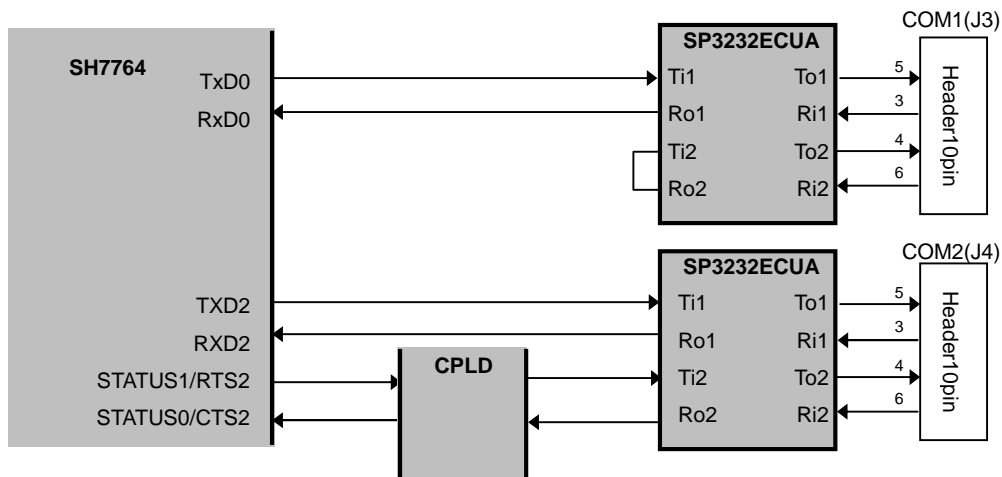 COM1(J3)
SH7764
TxD0
RxD0
SP3232ECUA
Ti1 To1
Ro1 Ri1
Ti2 To2
Ro2 Ri2
5
3
4
6
Header10pin
COM2(J4)
TXD2
RXD2
STATUS1/RTS2
STATUS0/CTS2
CPLD
SP3232ECUA
Ti1 To1
Ro1 Ri1
Ti2 To2
Ro2 Ri2
5
3
4
6
Header10pin